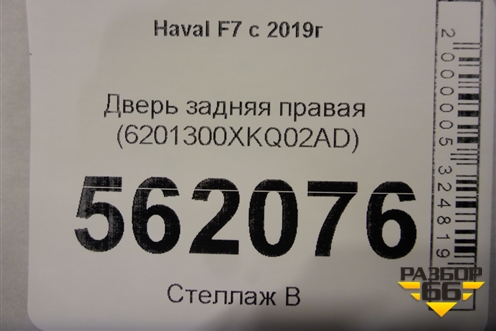 Haval F7 с 2019г
Дверь задняя правая
(6201300XKQ02AD)
562076
Стеллаж В
2000005324819
РАЗБОР
66